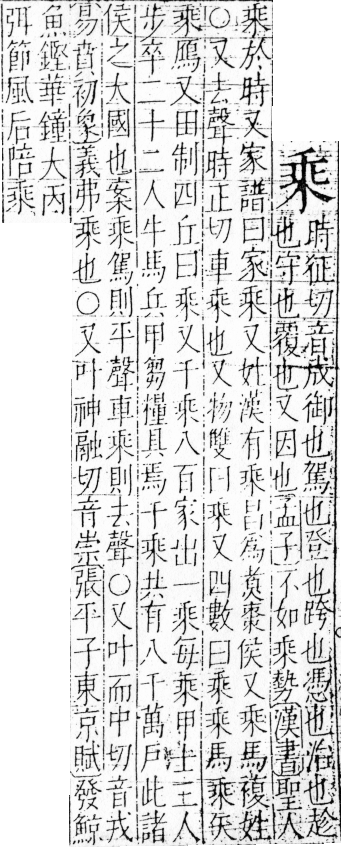 乘
時征切音成御也駕也登也跨也憑也治也趁
也守也覆也又因也孟子不如乘勢漢書聖人
乘於時又家譜曰家乘又姓漢有乘昌爲煑棗侯又乘馬複姓
○又去聲時正切車乘也又物雙曰乘又四數曰乘乘馬乘矢
乘鴈又田制四丘曰乘又千乘八百家出一乘每乘甲士三人
步卒二十二人牛馬兵甲芻糧具焉千乘共有八千萬戶此諸
侯之大國也案乘駕則平聲車乘則去聲○又叶而中切音戎
易賁初象義弗乘也○又叶神融切音崇張平子東京賦發鯨
魚鏗華鐘大丙
弭節風后陪乘